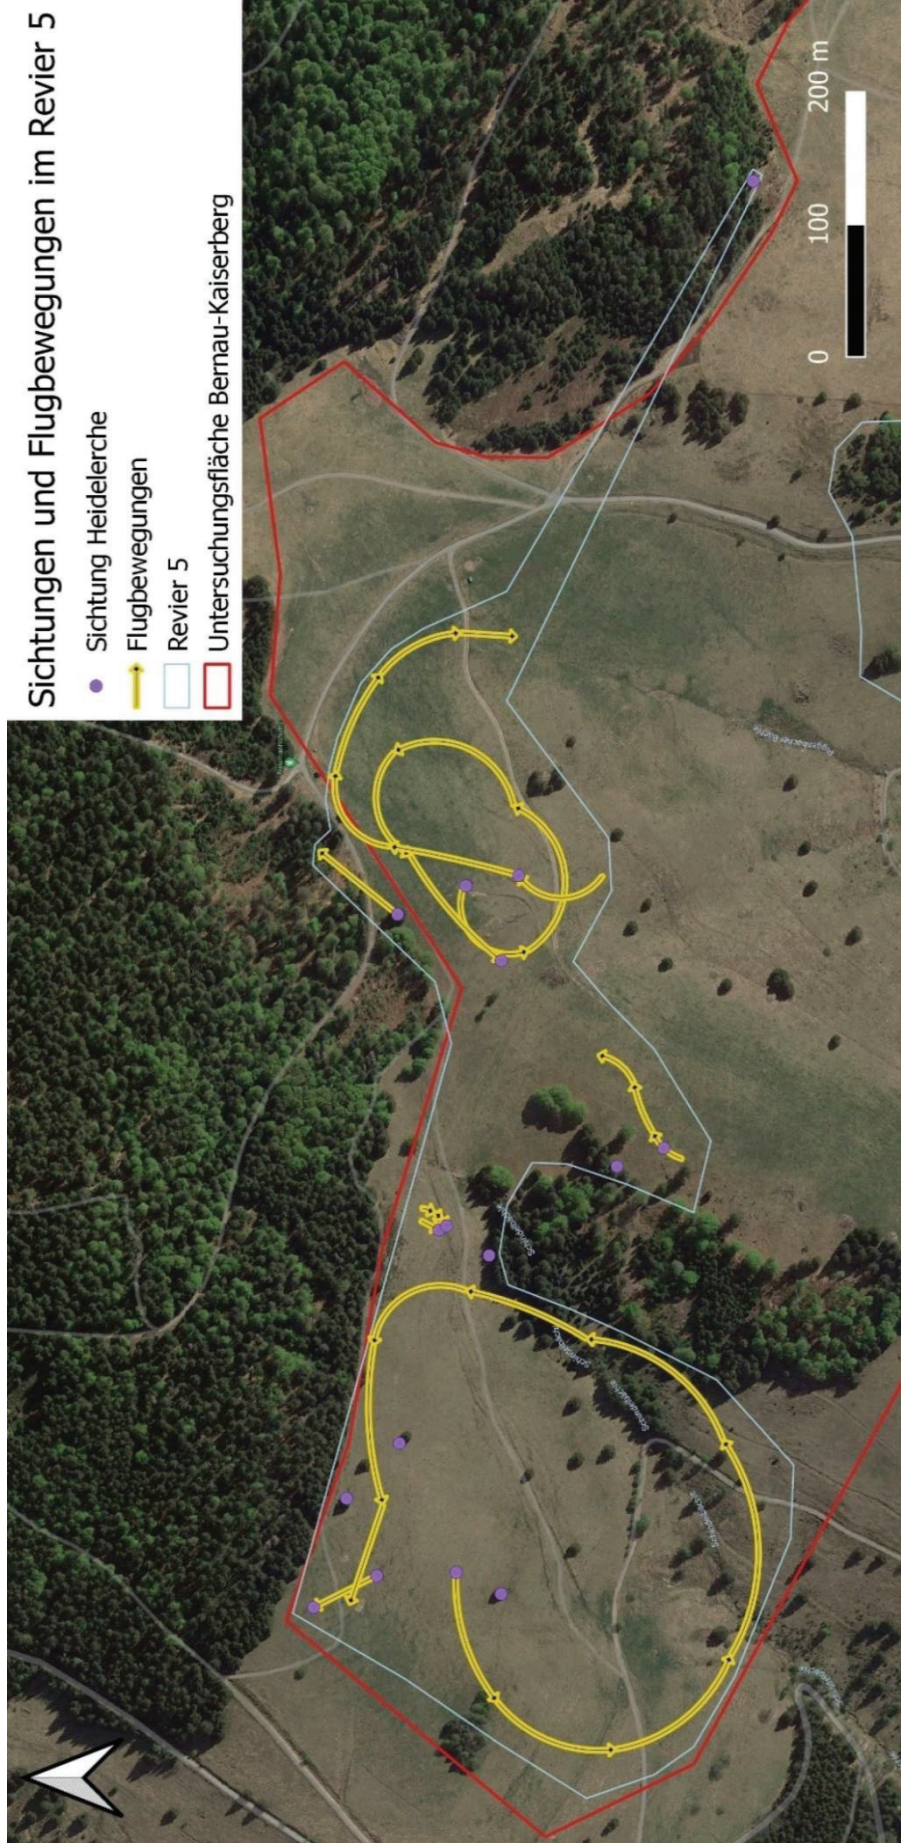 Sichtungen und Flugbewegungen im Revier 5
Sichtung Heidelerche
Flugbewegungen
Revier 5
Untersuchungsfläche Bernau-Kaiserberg
0 100 200 m